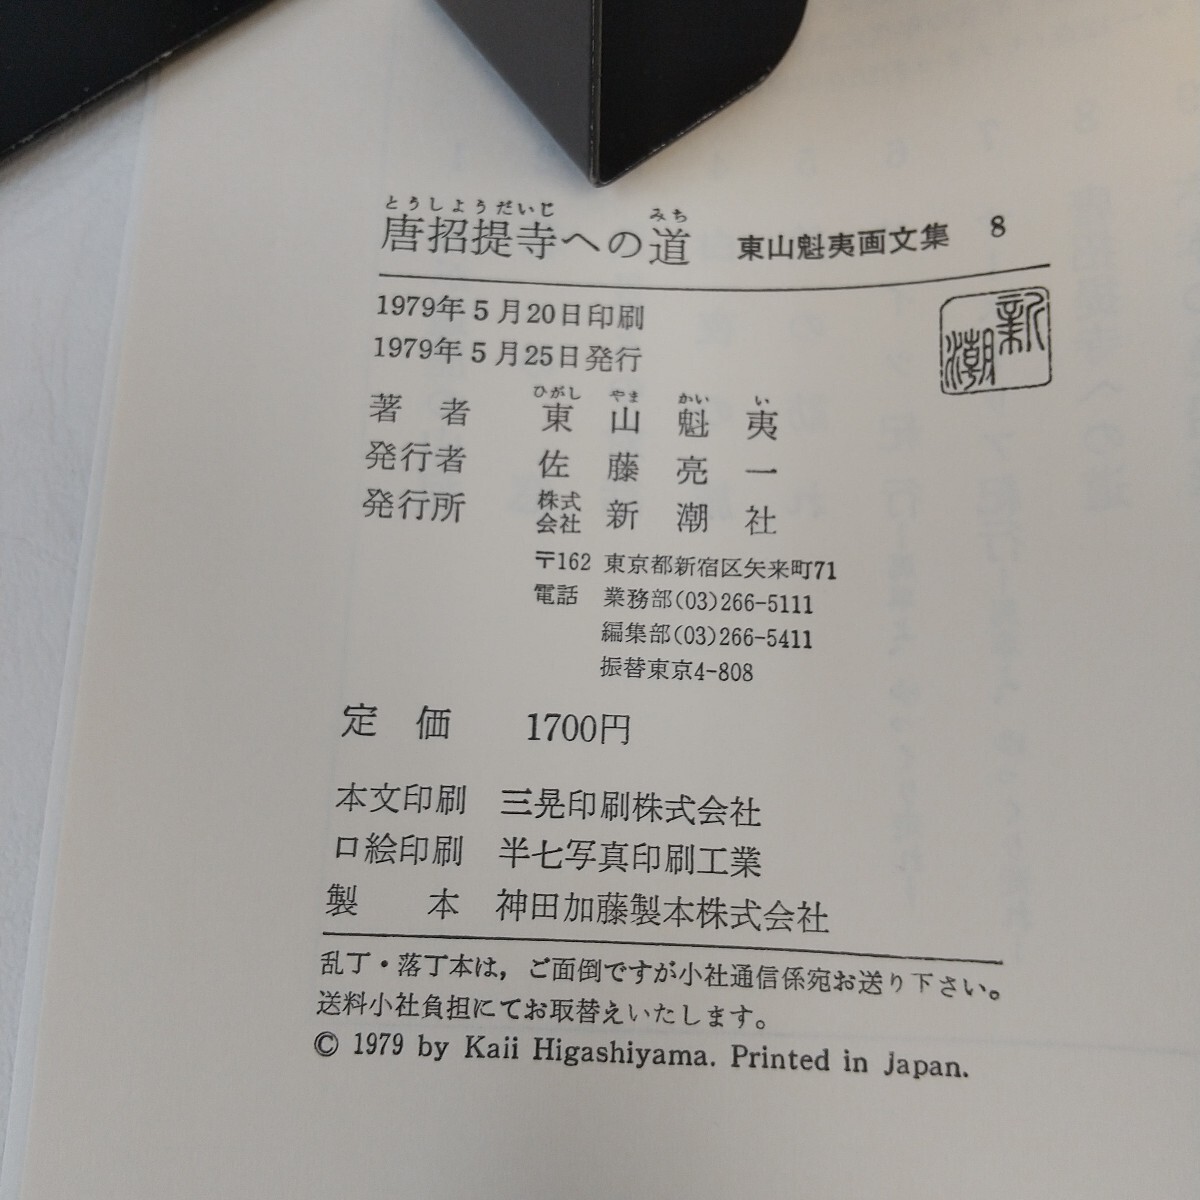 とうしようだいじ みち
唐招提寺への道 東山魁夷画文集 8
1979年5月20日印刷
1979年5月25日発行
新潮
ひがし やま かい い
著者 東山魁夷
発行者 佐藤亮一
発行所 株式会社 新潮社
〒162 東京都新宿区矢来町71
電話 業務部(03)266-5111
編集部(03)266-5411
振替東京4-808
定価 1700円
本文印刷 三晃印刷株式会社
口絵印刷 半七写真印刷工業
製本 神田加藤製本株式会社
乱丁・落丁本は，ご面倒ですが小社通信係宛お送り下さい。
送料小社負担にてお取替えいたします。
© 1979 by Kaii Higashiyama. Printed in Japan.